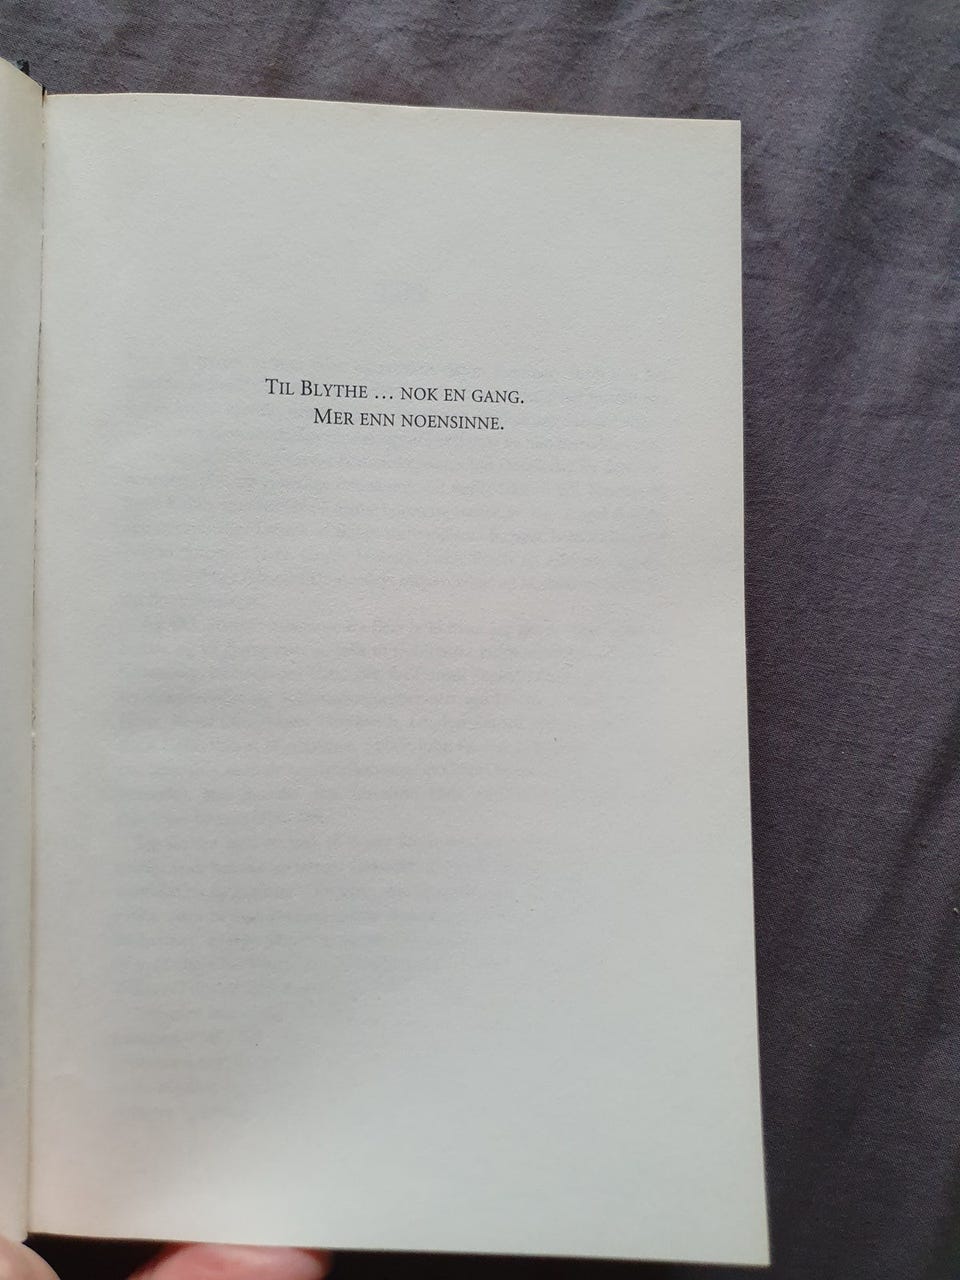 Til Blythe ... nok en gang.
Mer enn noensinne.